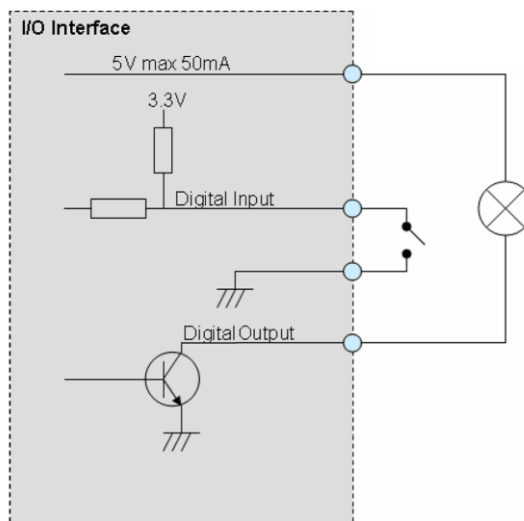 I/O Interface
5V max 50mA
3.3V
Digital Input
Digital Output